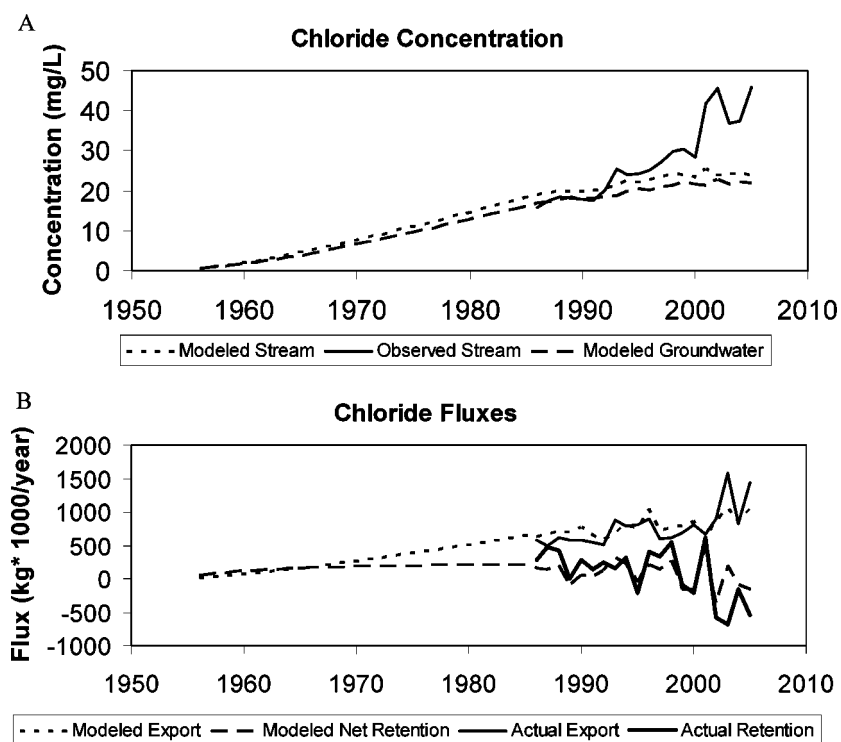 A
Chloride Concentration
Concentration (mg/L)
50
40
30
20
10
0
1950 1960 1970 1980 1990 2000 2010
Modeled Stream Observed Stream Modeled Groundwater
B
Chloride Fluxes
Flux (kg* 1000/year)
2000
1500
1000
500
0
-500
-1000
1950 1960 1970 1980 1990 2000 2010
Modeled Export Modeled Net Retention Actual Export Actual Retention